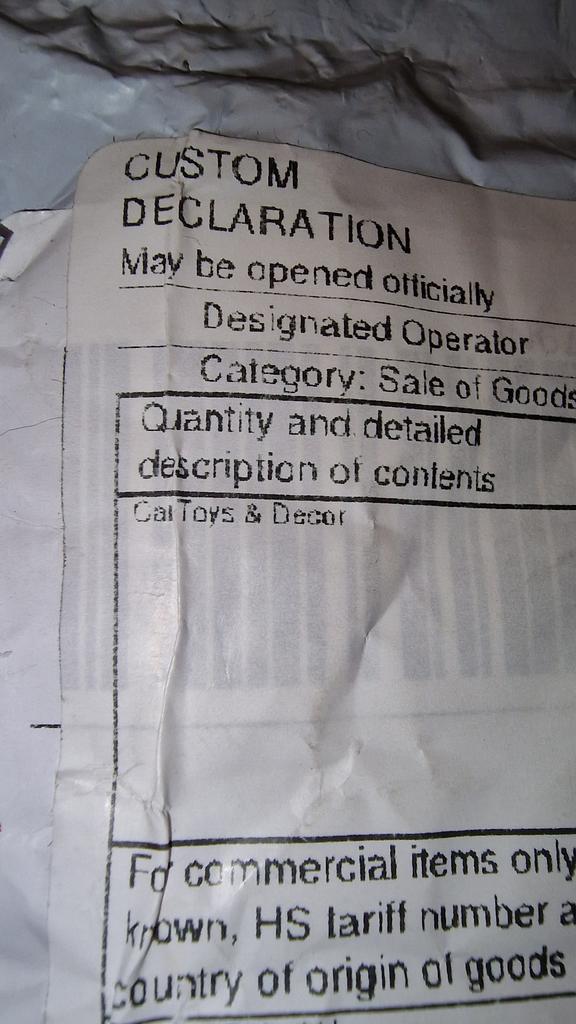 CUSTOM
DECLARATION
May be opened officially
Designated Operator
Category: Sale of Goods
Quantity and detailed
description of contents
Cat Toys & Decor
For commercial items only
known, HS tariff number a
country of origin of goods